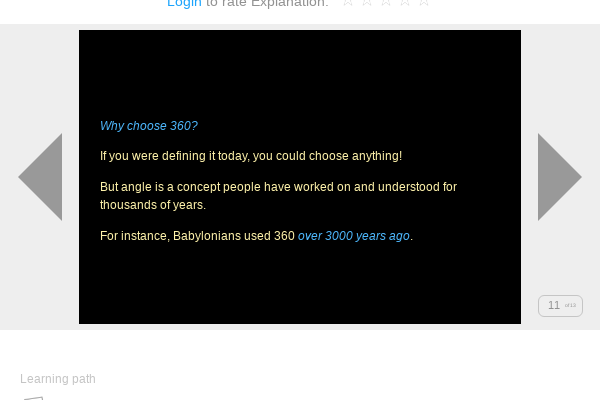 Login to rate Explanation:
Why choose 360?
If you were defining it today, you could choose anything!
But angle is a concept people have worked on and understood for
thousands of years.
For instance, Babylonians used 360 over 3000 years ago.
11 of 12
Learning path